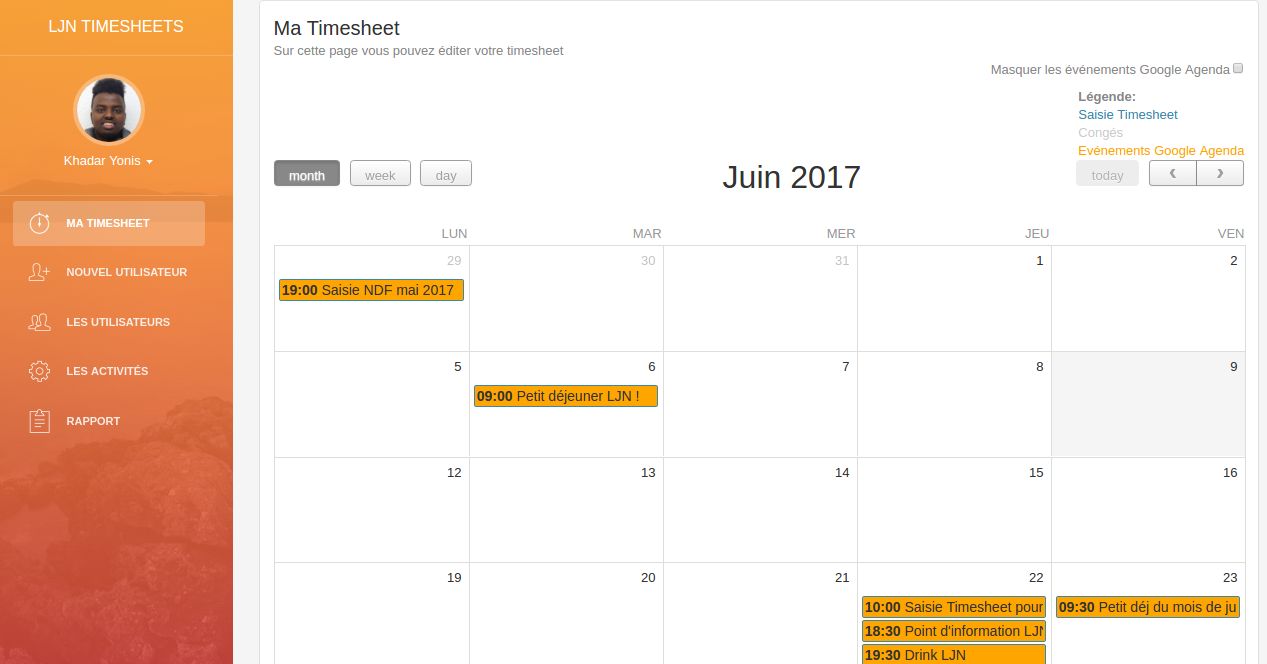 LJN TIMESHEETS
Khadar Yonis
MA TIMESHEET
NOUVEL UTILISATEUR
LES UTILISATEURS
LES ACTIVITÉS
RAPPORT
Ma Timesheet
Sur cette page vous pouvez éditer votre timesheet
Masquer les événements Google Agenda
Légende:
Saisie Timesheet
Congés
Evénements Google Agenda
month week day
Juin 2017
today ‹ ›
LUN MAR MER JEU VEN
29 30 31 1 2
19:00 Saisie NDF mai 2017
5 6 7 8 9
09:00 Petit déjeuner LJN !
12 13 14 15 16
19 20 21 22 23
10:00 Saisie Timesheet pour 09:30 Petit déj du mois de ju
18:30 Point d'information LJN
19:30 Drink LJN